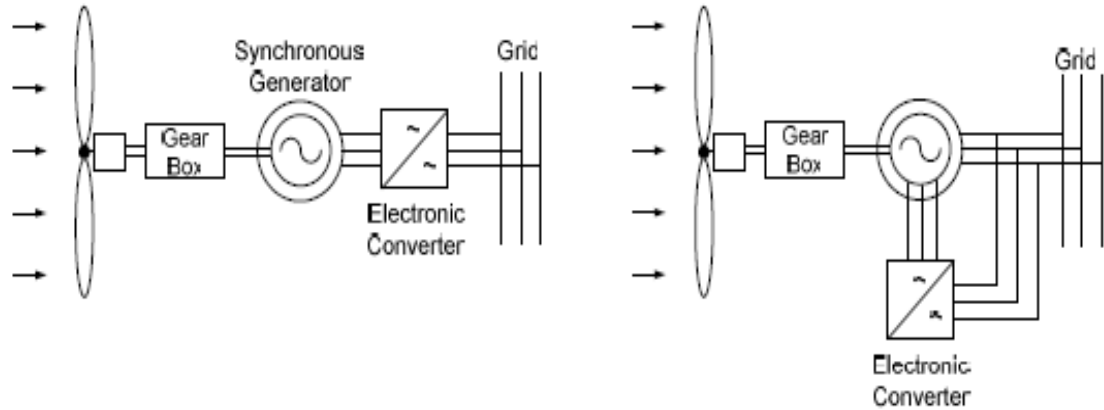 Synchronous
Generator
Grid
Gear
Box
~
~
Electronic
Converter
Grid
Gear
Box
~
~
Electronic
Converter